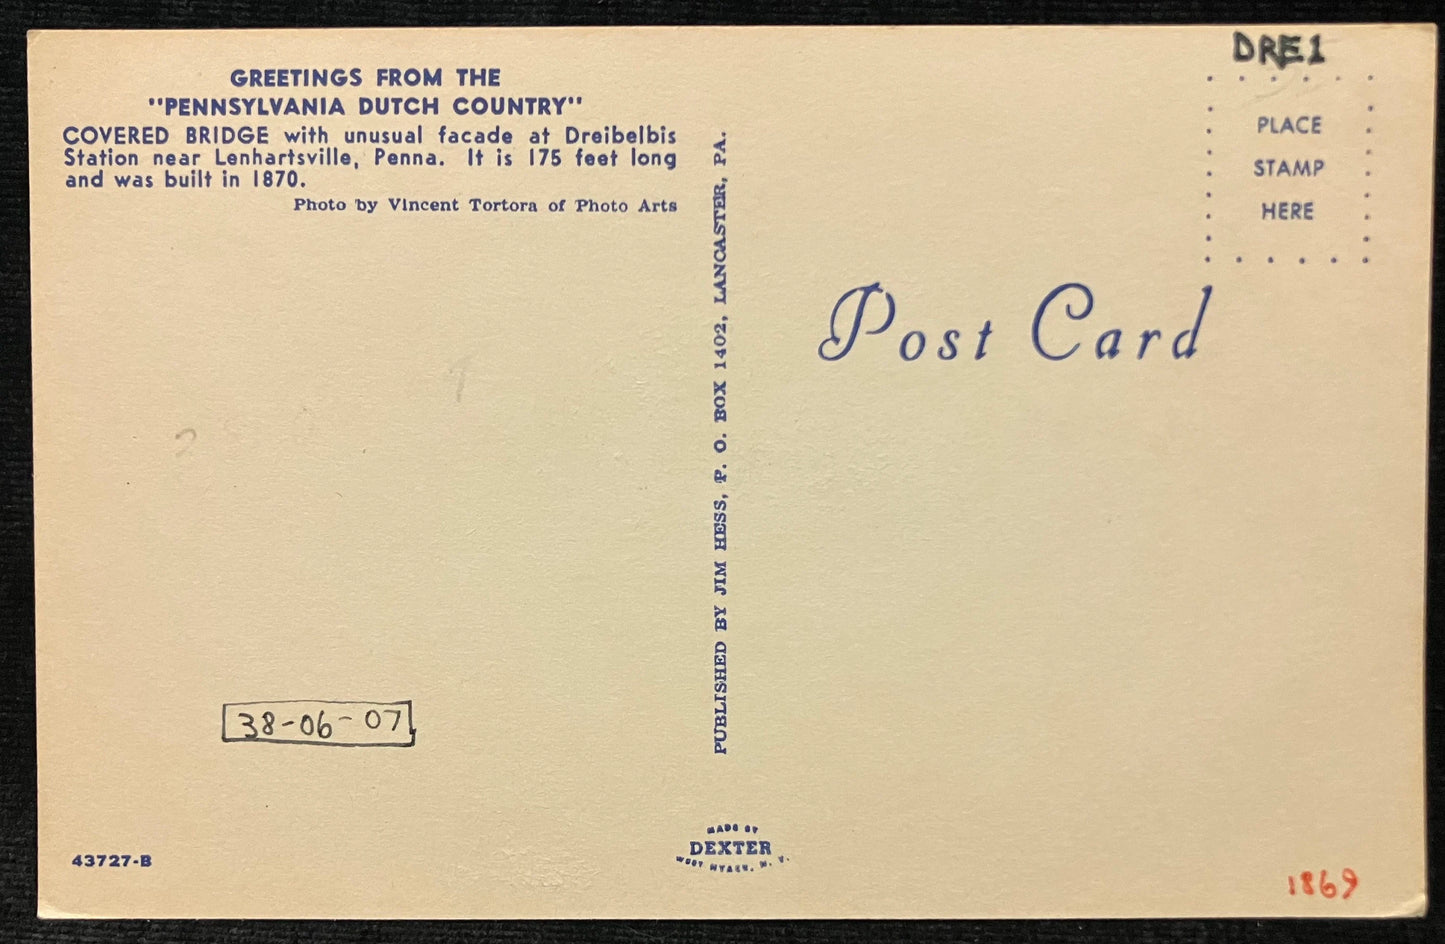 GREETINGS FROM THE
"PENNSYLVANIA DUTCH COUNTRY"
COVERED BRIDGE with unusual facade at Dreibelbis
Station near Lenhartsville, Penna. It is 175 feet long
and was built in 1870.
Photo by Vincent Tortora of Photo Arts
38-06-07
43727-B
PUBLISHED BY JIM HESS, P. O. BOX 1402, LANCASTER, PA.
MADE BY
DEXTER
WEST NYACK, N. Y.
DRE1
PLACE
STAMP
HERE
Post Card
1869